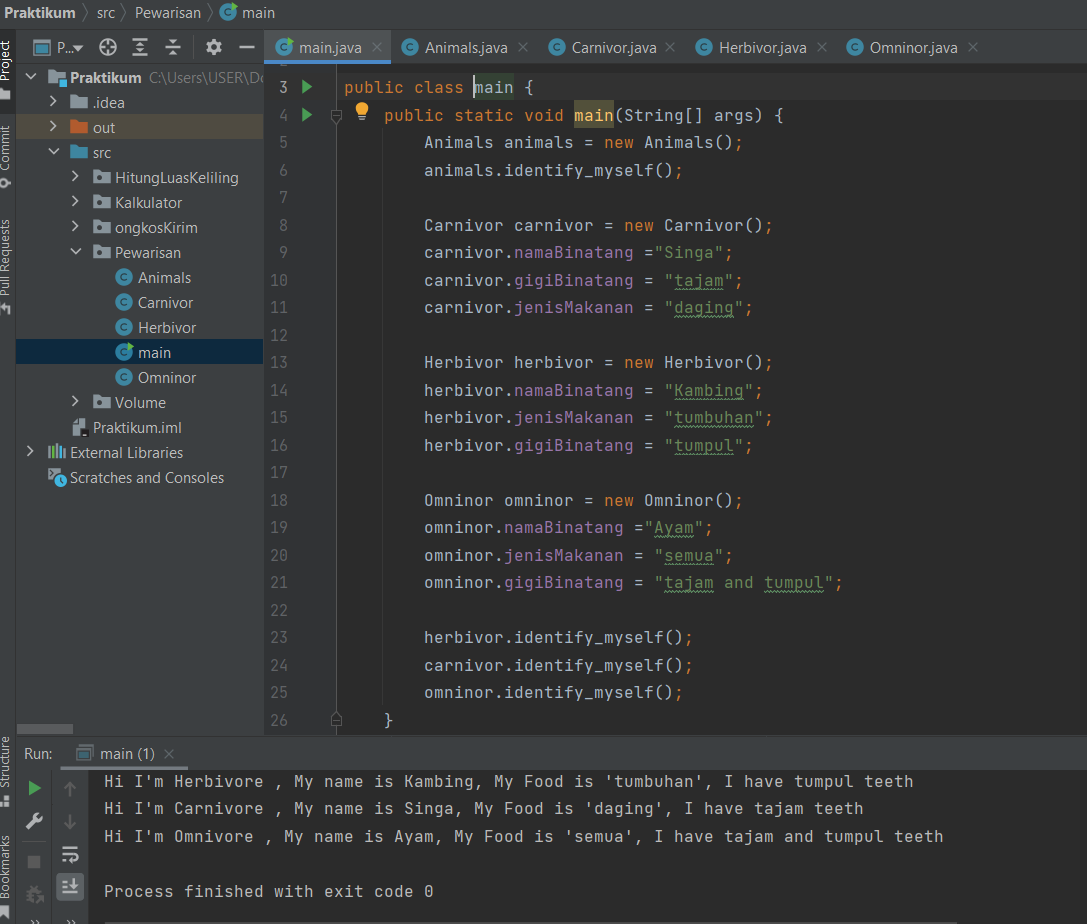 Praktikum src Pewarisan main
P...
main.java Animals.java Carnivor.java Herbivor.java Omninor.java
Project
Commit
Pull Requests
Structure
Bookmarks
Praktikum C:\Users\USER\Do
.idea
out
src
HitungLuasKeliling
Kalkulator
ongkosKirim
Pewarisan
Animals
Carnivor
Herbivor
main
Omninor
Volume
Praktikum.iml
External Libraries
Scratches and Consoles
3 public class main {
4 public static void main(String[] args) {
5 Animals animals = new Animals();
6 animals.identify_myself();
7
8 Carnivor carnivor = new Carnivor();
9 carnivor.namaBinatang ="Singa";
10 carnivor.gigiBinatang = "tajam";
11 carnivor.jenisMakanan = "daging";
12
13 Herbivor herbivor = new Herbivor();
14 herbivor.namaBinatang = "Kambing";
15 herbivor.jenisMakanan = "tumbuhan";
16 herbivor.gigiBinatang = "tumpul";
17
18 Omninor omninor = new Omninor();
19 omninor.namaBinatang ="Ayam";
20 omninor.jenisMakanan = "semua";
21 omninor.gigiBinatang = "tajam and tumpul";
22
23 herbivor.identify_myself();
24 carnivor.identify_myself();
25 omninor.identify_myself();
26 }
Run: main (1)
Hi I'm Herbivore , My name is Kambing, My Food is 'tumbuhan', I have tumpul teeth
Hi I'm Carnivore , My name is Singa, My Food is 'daging', I have tajam teeth
Hi I'm Omnivore , My name is Ayam, My Food is 'semua', I have tajam and tumpul teeth
Process finished with exit code 0